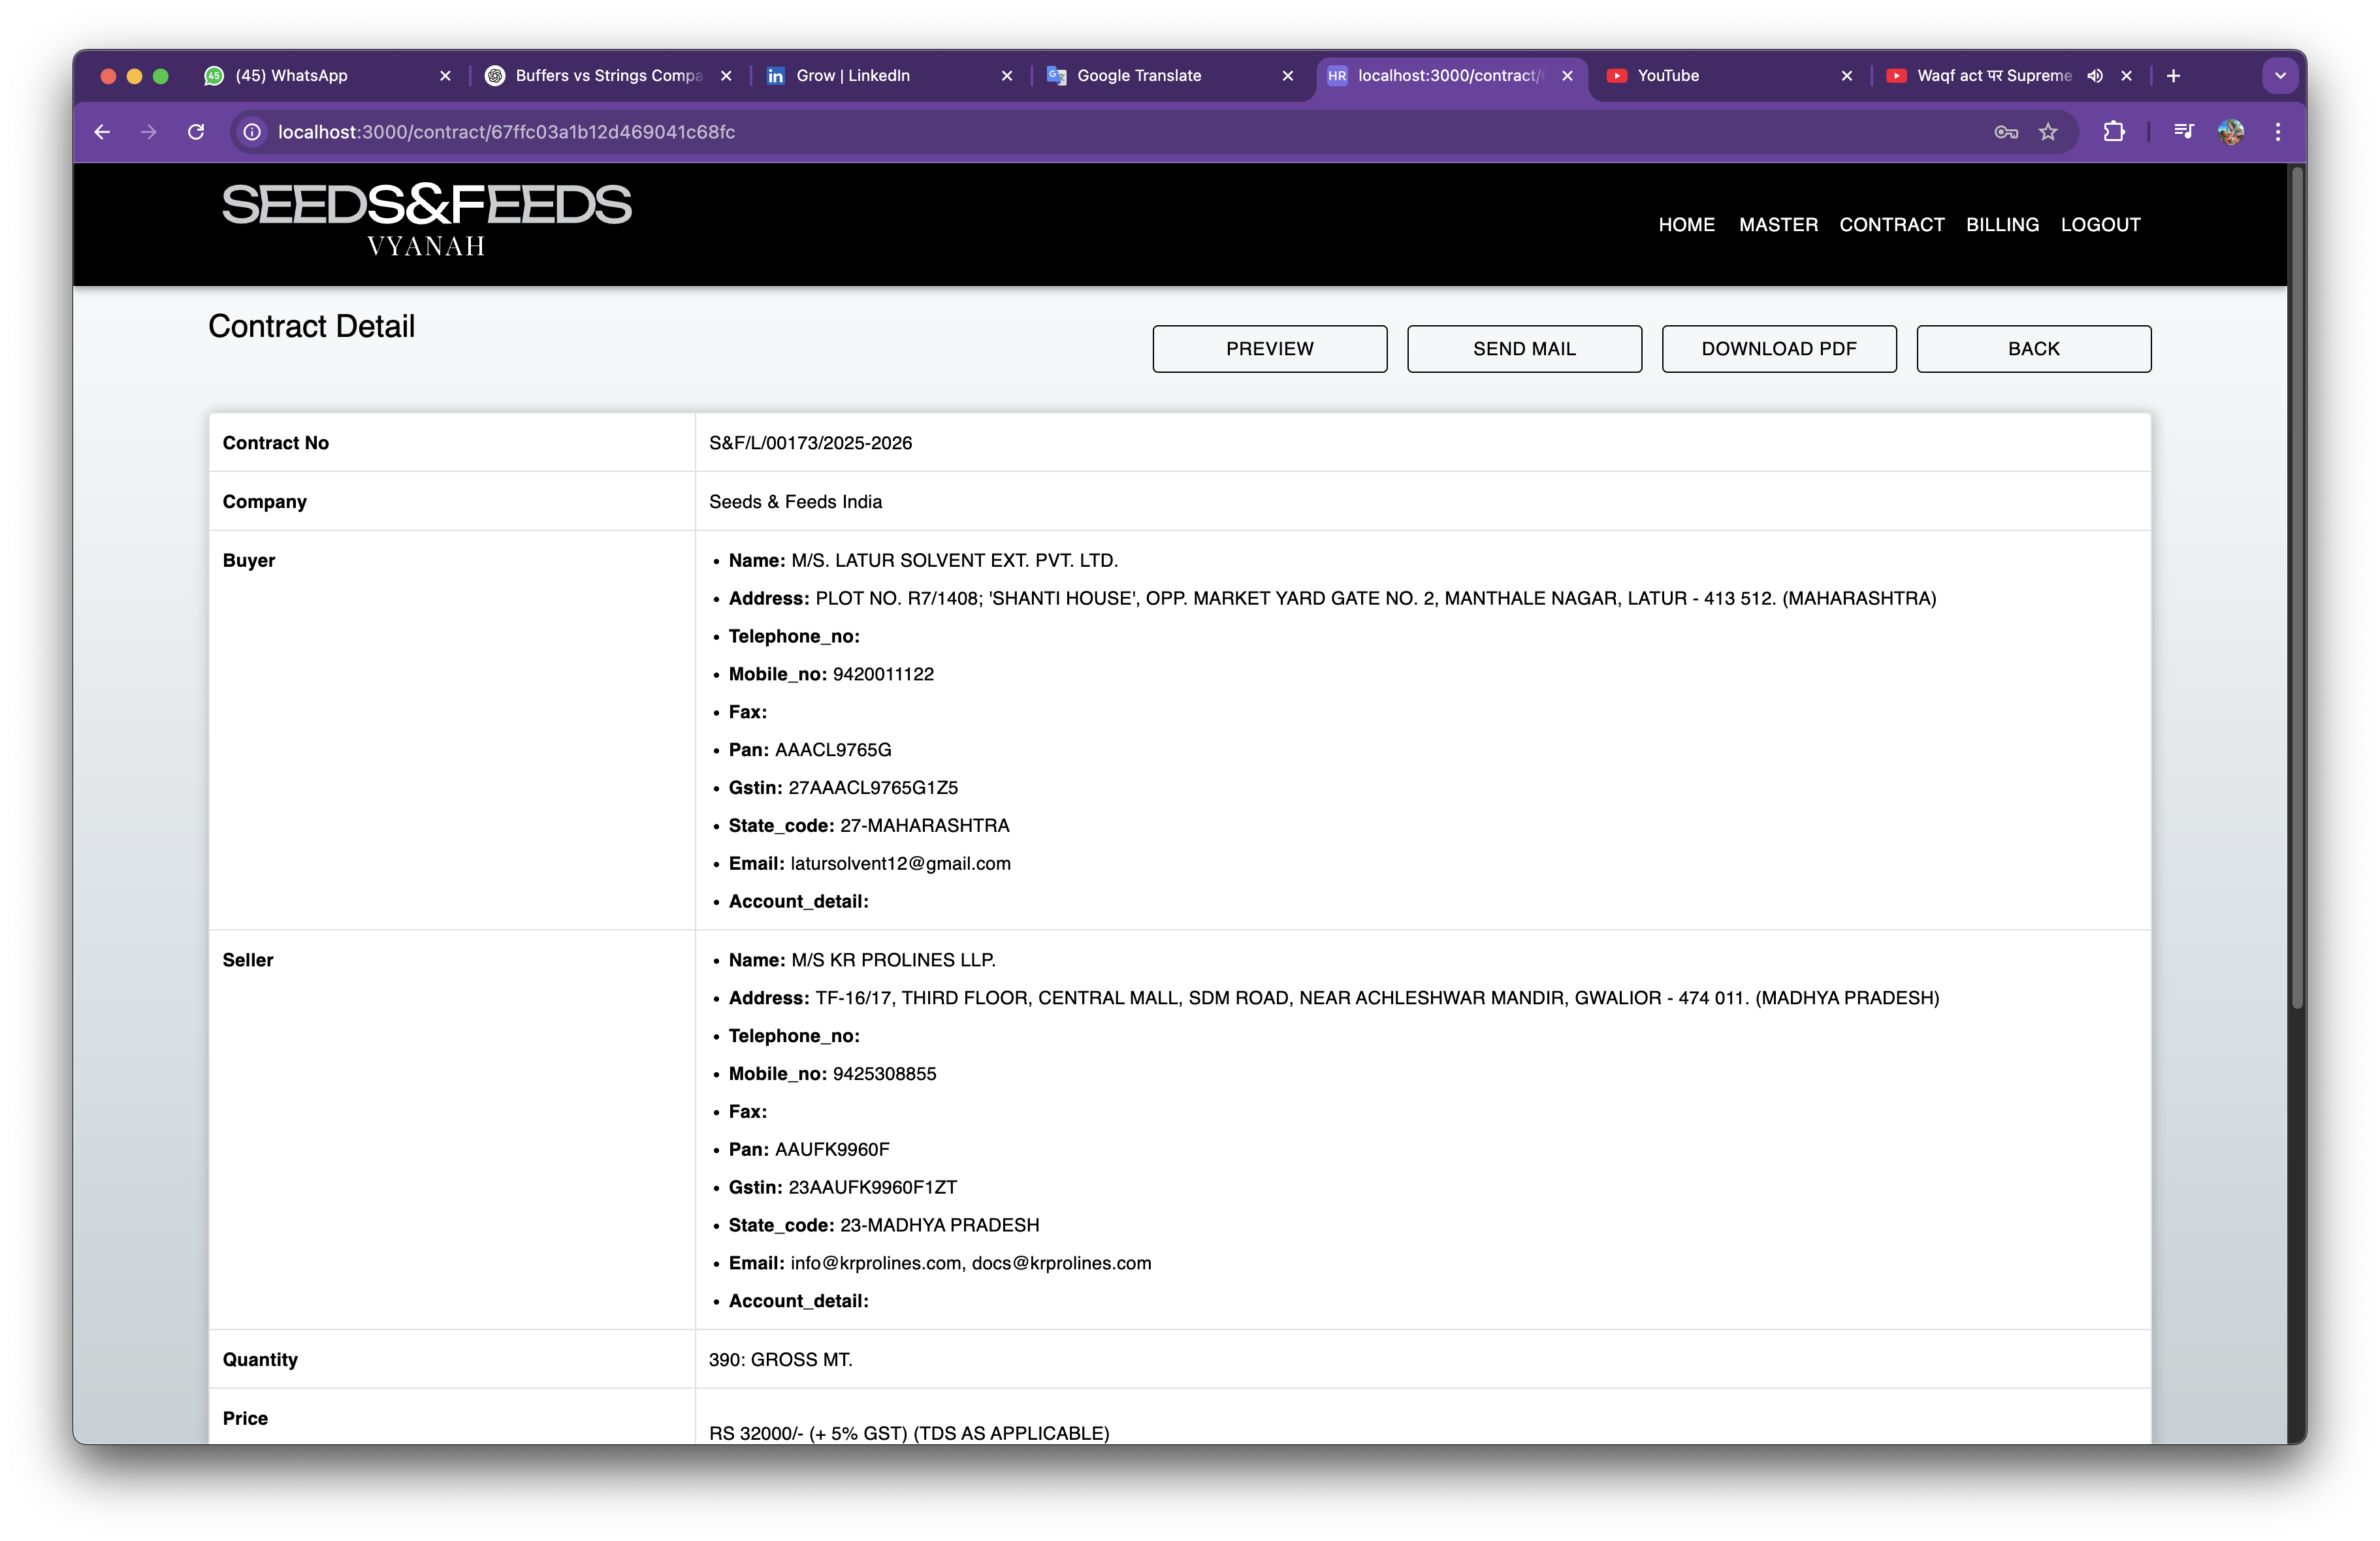 (45) WhatsApp
Buffers vs Strings Compa
Grow | LinkedIn
Google Translate
HR
localhost:3000/contract/
YouTube
Waqf act पर Supreme
localhost:3000/contract/67ffc03a1b12d469041c68fc
SEEDS&FEEDS
VYANAH
HOME MASTER CONTRACT BILLING LOGOUT
Contract Detail
PREVIEW
SEND MAIL
DOWNLOAD PDF
BACK
Contract No S&F/L/00173/2025-2026
Company Seeds & Feeds India
Buyer
• Name: M/S. LATUR SOLVENT EXT. PVT. LTD.
• Address: PLOT NO. R7/1408; 'SHANTI HOUSE', OPP. MARKET YARD GATE NO. 2, MANTHALE NAGAR, LATUR - 413 512. (MAHARASHTRA)
• Telephone_no:
• Mobile_no: 9420011122
• Fax:
• Pan: AAACL9765G
• Gstin: 27AAACL9765G1Z5
• State_code: 27-MAHARASHTRA
• Email: latursolvent12@gmail.com
• Account_detail:
Seller
• Name: M/S KR PROLINES LLP.
• Address: TF-16/17, THIRD FLOOR, CENTRAL MALL, SDM ROAD, NEAR ACHLESHWAR MANDIR, GWALIOR - 474 011. (MADHYA PRADESH)
• Telephone_no:
• Mobile_no: 9425308855
• Fax:
• Pan: AAUFK9960F
• Gstin: 23AAUFK9960F1ZT
• State_code: 23-MADHYA PRADESH
• Email: info@krprolines.com, docs@krprolines.com
• Account_detail:
Quantity 390: GROSS MT.
Price
RS 32000/- (+ 5% GST) (TDS AS APPLICABLE)